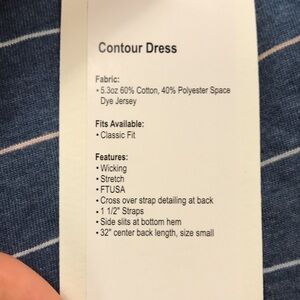 Contour Dress
Fabric:
• 5.3oz 60% Cotton, 40% Polyester Space
Dye Jersey
Fits Available:
• Classic Fit
Features:
• Wicking
• Stretch
• FTUSA
• Cross over strap detailing at back
• 1 1/2" Straps
• Side slits at bottom hem
• 32" center back length, size small